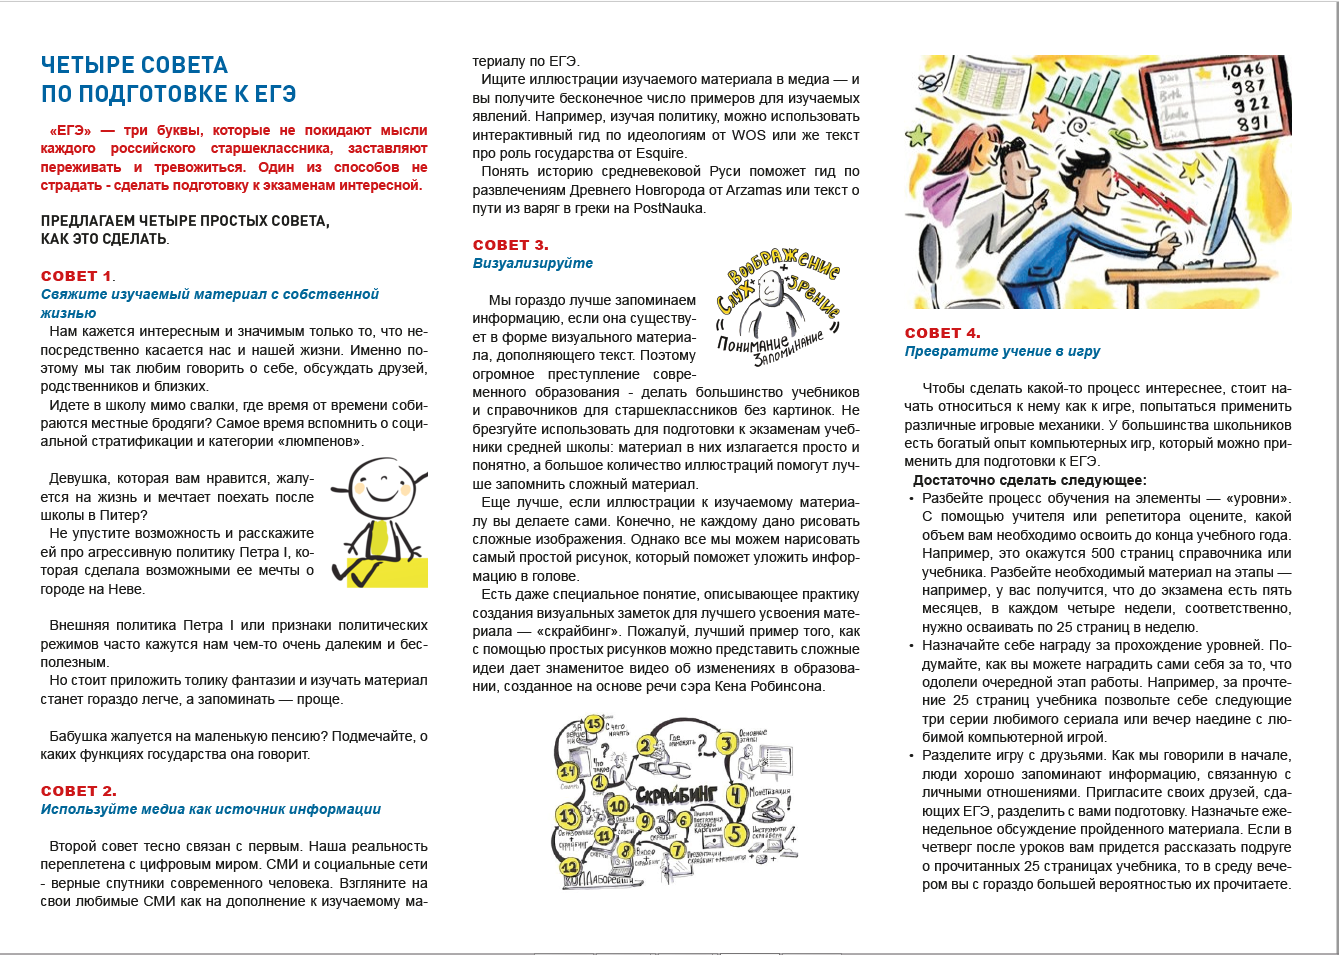 ЧЕТЫРЕ СОВЕТА
ПО ПОДГОТОВКЕ К ЕГЭ
«ЕГЭ» — три буквы, которые не покидают мысли
каждого российского старшеклассника, заставляют
переживать и тревожиться. Один из способов не
страдать - сделать подготовку к экзаменам интересной.
ПРЕДЛАГАЕМ ЧЕТЫРЕ ПРОСТЫХ СОВЕТА,
КАК ЭТО СДЕЛАТЬ.
СОВЕТ 1.
Свяжите изучаемый материал с собственной
жизнью
Нам кажется интересным и значимым только то, что не-
посредственно касается нас и нашей жизни. Именно по-
этому мы так любим говорить о себе, обсуждать друзей,
родственников и близких.
Идете в школу мимо свалки, где время от времени соби-
раются местные бродяги? Самое время вспомнить о соци-
альной стратификации и категории «люмпенов».
Девушка, которая вам нравится, жалу-
ется на жизнь и мечтает поехать после
школы в Питер?
Не упустите возможность и расскажите
ей про агрессивную политику Петра I, ко-
торая сделала возможными ее мечты о
городе на Неве.
Внешняя политика Петра I или признаки политических
режимов часто кажутся нам чем-то очень далеким и бес-
полезным.
Но стоит приложить толику фантазии и изучать материал
станет гораздо легче, а запоминать — проще.
Бабушка жалуется на маленькую пенсию? Подмечайте, о
каких функциях государства она говорит.
СОВЕТ 2.
Используйте медиа как источник информации
Второй совет тесно связан с первым. Наша реальность
переплетена с цифровым миром. СМИ и социальные сети
- верные спутники современного человека. Взгляните на
свои любимые СМИ как на дополнение к изучаемому ма-
териалу по ЕГЭ.
Ищите иллюстрации изучаемого материала в медиа — и
вы получите бесконечное число примеров для изучаемых
явлений. Например, изучая политику, можно использовать
интерактивный гид по идеологиям от WOS или же текст
про роль государства от Esquire.
Понять историю средневековой Руси поможет гид по
развлечениям Древнего Новгорода от Arzamas или текст о
пути из варяг в греки на PostNauka.
СОВЕТ 3.
Визуализируйте
Воображение
Слух + Зрение
Понимание
Запоминание
Мы гораздо лучше запоминаем
информацию, если она существу-
ет в форме визуального материа-
ла, дополняющего текст. Поэтому
огромное преступление совре-
менного образования - делать большинство учебников
и справочников для старшеклассников без картинок. Не
брезгуйте использовать для подготовки к экзаменам учеб-
ники средней школы: материал в них излагается просто и
понятно, а большое количество иллюстраций помогут луч-
ше запомнить сложный материал.
Еще лучше, если иллюстрации к изучаемому материа-
лу вы делаете сами. Конечно, не каждому дано рисовать
сложные изображения. Однако все мы можем нарисовать
самый простой рисунок, который поможет уложить инфор-
мацию в голове.
Есть даже специальное понятие, описывающее практику
создания визуальных заметок для лучшего усвоения мате-
риала — «скрайбинг». Пожалуй, лучший пример того, как
с помощью простых рисунков можно представить сложные
идеи дает знаменитое видео об изменениях в образова-
нии, созданное на основе речи сэра Кена Робинсона.
15 С чего начать
2 Где применять ?
3 Основные
14
1 Что такое
?
СКРАЙБИНГ
4 Монетизация
!
13
10
11
9
6
5
8
7
12
1,046
987
Beth 922
Charlie 891
СОВЕТ 4.
Превратите учение в игру
Чтобы сделать какой-то процесс интереснее, стоит на-
чать относиться к нему как к игре, попытаться применить
различные игровые механики. У большинства школьников
есть богатый опыт компьютерных игр, который можно при-
менить для подготовки к ЕГЭ.
Достаточно сделать следующее:
• Разбейте процесс обучения на элементы — «уровни».
С помощью учителя или репетитора оцените, какой
объем вам необходимо освоить до конца учебного года.
Например, это окажутся 500 страниц справочника или
учебника. Разбейте необходимый материал на этапы —
например, у вас получится, что до экзамена есть пять
месяцев, в каждом четыре недели, соответственно,
нужно осваивать по 25 страниц в неделю.
• Назначайте себе награду за прохождение уровней. По-
думайте, как вы можете наградить сами себя за то, что
одолели очередной этап работы. Например, за прочте-
ние 25 страниц учебника позвольте себе следующие
три серии любимого сериала или вечер наедине с лю-
бимой компьютерной игрой.
• Разделите игру с друзьями. Как мы говорили в начале,
люди хорошо запоминают информацию, связанную с
личными отношениями. Пригласите своих друзей, сда-
ющих ЕГЭ, разделить с вами подготовку. Назначьте еже-
недельное обсуждение пройденного материала. Если в
четверг после уроков вам придется рассказать подруге
о прочитанных 25 страницах учебника, то в среду вече-
ром вы с гораздо большей вероятностью их прочитаете.